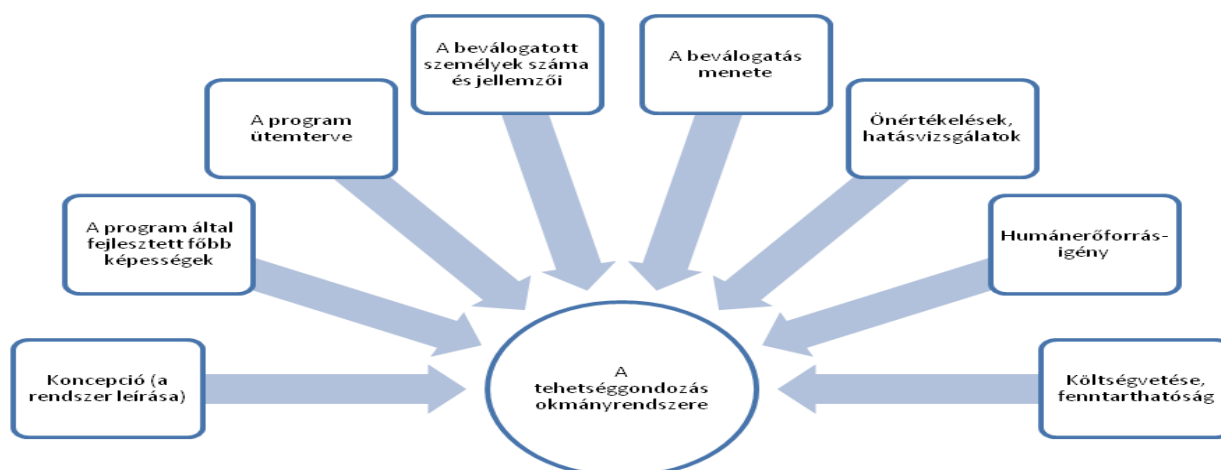 Koncepció (a
rendszer leírása)
A program által
fejlesztett főbb
képességek
A program
ütemterve
A beválogatott
személyek száma
és jellemzői
A beválogatás
menete
Önértékelések,
hatásvizsgálatok
Humánerőforrás-
igény
Költségvetése,
fenntarthatóság
A
tehetséggondozás
okmányrendszere